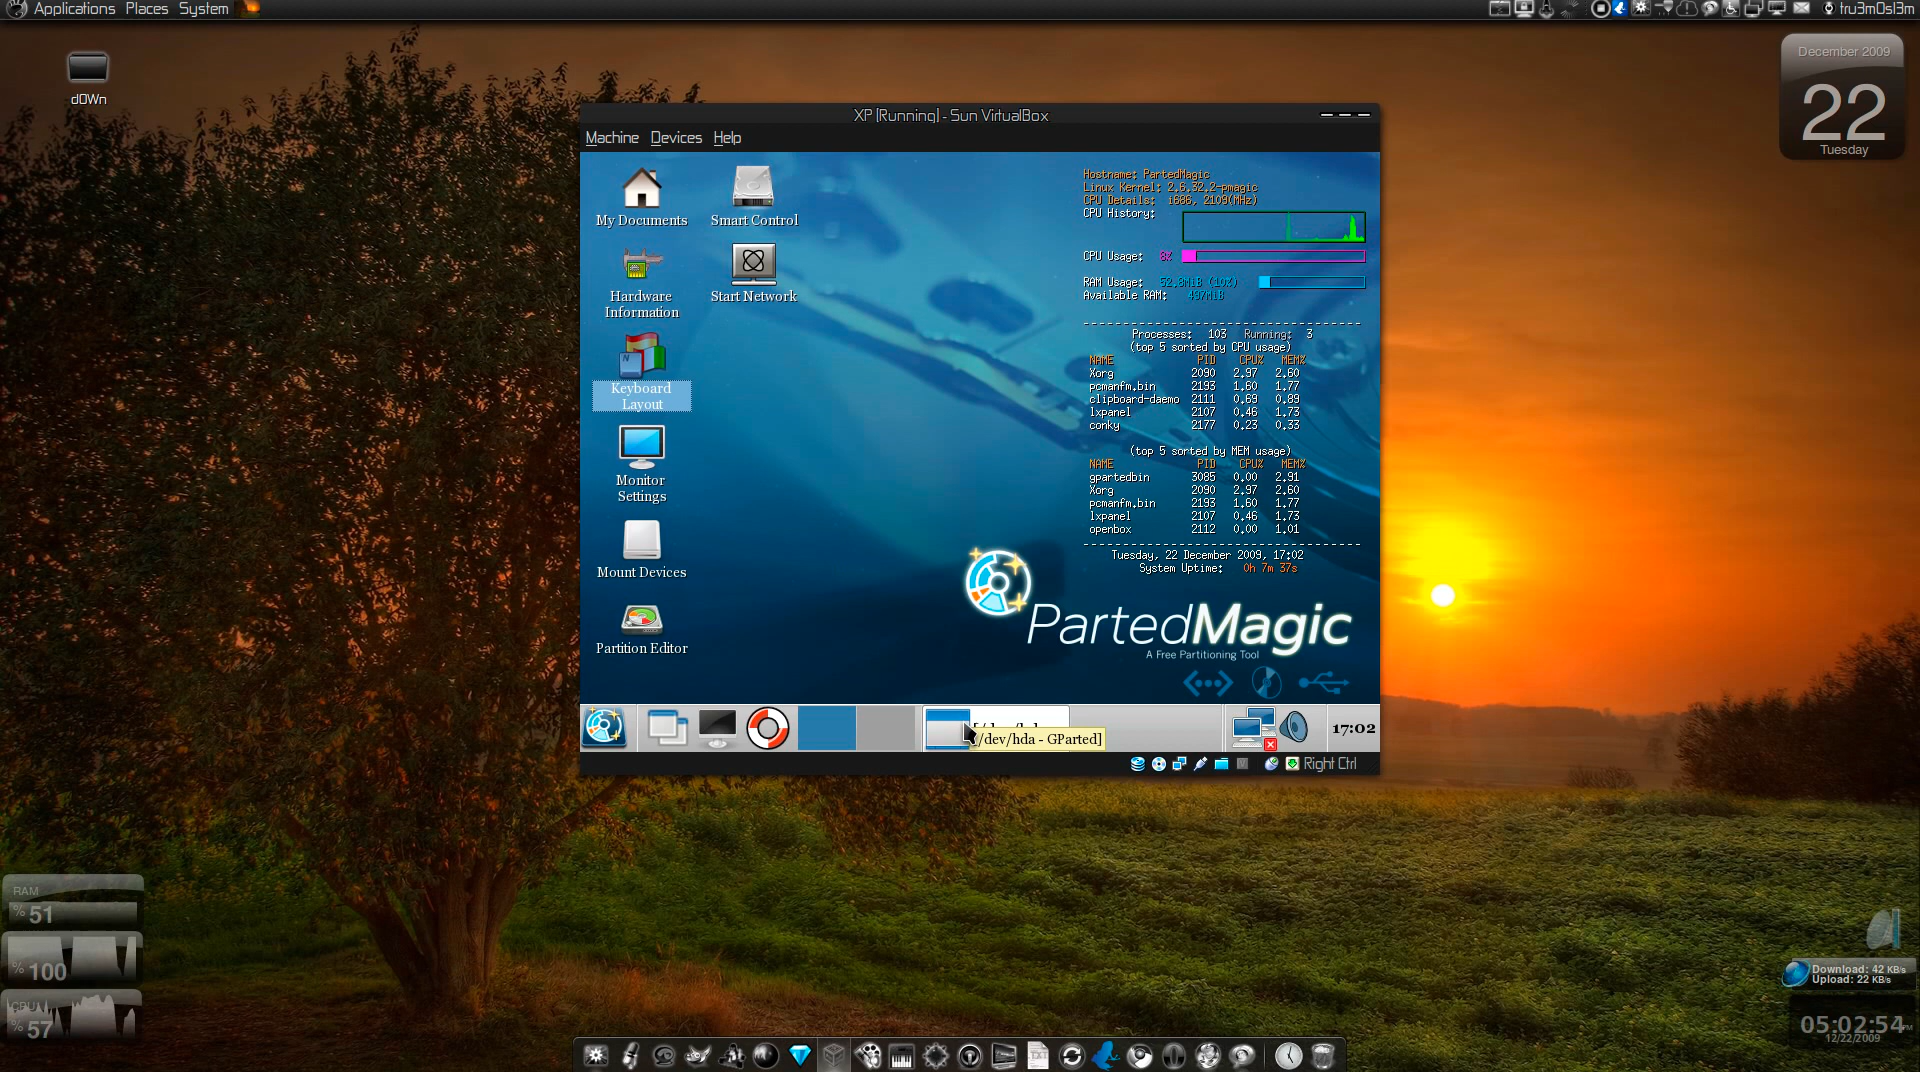 Applications Places System
tru3m0sl3m
d0Wn
December 2009
22
Tuesday
XP [Running] - Sun VirtualBox
Machine Devices Help
My Documents
Smart Control
Hardware
Information
Start Network
Keyboard
Layout
Monitor
Settings
Mount Devices
Partition Editor
Hostname: PartedMagic
Linux Kernel: 2.6.32.2-pmagic
CPU Details: i686, 2109(MHz)
CPU History:
CPU Usage: 8%
RAM Usage: 52.8MiB (10%)
Available RAM: 497MiB
Processes: 103 Running: 3
(top 5 sorted by CPU usage)
NAME PID CPU% MEM%
Xorg 2090 2.97 2.60
pcmanfm.bin 2193 1.60 1.77
clipboard-daemo 2111 0.69 0.89
lxpanel 2107 0.46 1.73
conky 2177 0.23 0.33
(top 5 sorted by MEM usage)
NAME PID CPU% MEM%
gpartedbin 3085 0.00 2.91
Xorg 2090 2.97 2.60
pcmanfm.bin 2193 1.60 1.77
lxpanel 2107 0.46 1.73
openbox 2112 0.00 1.01
Tuesday, 22 December 2009, 17:02
System Uptime: 0h 7m 37s
PartedMagic
A Free Partitioning Tool
/dev/hda - GParted]
17:02
Right Ctrl
RAM
% 51
% 100
CPU
% 57
Download: 42 KB/s
Upload: 22 KB/s
05:02:54 PM
12/22/2009
TXT